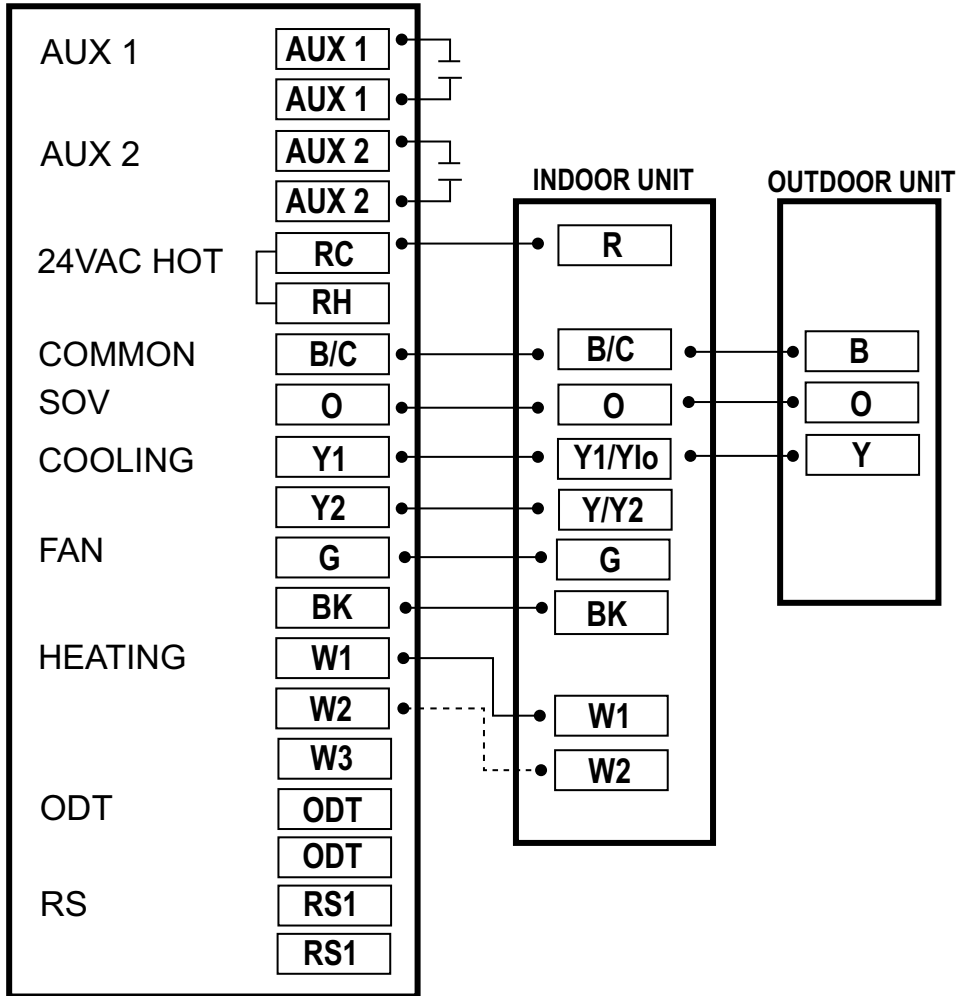 AUX 1
AUX 1
AUX 1
AUX 2
AUX 2
AUX 2
24VAC HOT
RC
RH
COMMON
B/C
SOV
O
COOLING
Y1
Y2
FAN
G
BK
HEATING
W1
W2
W3
ODT
ODT
ODT
RS
RS1
RS1
INDOOR UNIT
R
B/C
O
Y1/Ylo
Y/Y2
G
BK
W1
W2
OUTDOOR UNIT
B
O
Y